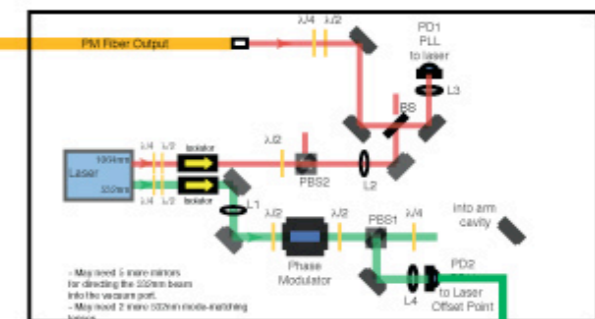 λ/4 λ/2
PD1
PLL
to laser
PM Fiber Output
L3
BS
λ/2
λ/4 λ/2 Isolator
1064nm
Laser
532nm
PBS2
L2
λ/4 λ/2 Isolator
L1
λ/2
λ/2
PBS1
λ/4
into arm
cavity
Phase
Modulator
PD2
L4
to Laser
Offset Point
- May need 5 more mirrors
for directing the 532nm beam
into the vacuum port.
- May need 2 more 532nm mode-matching